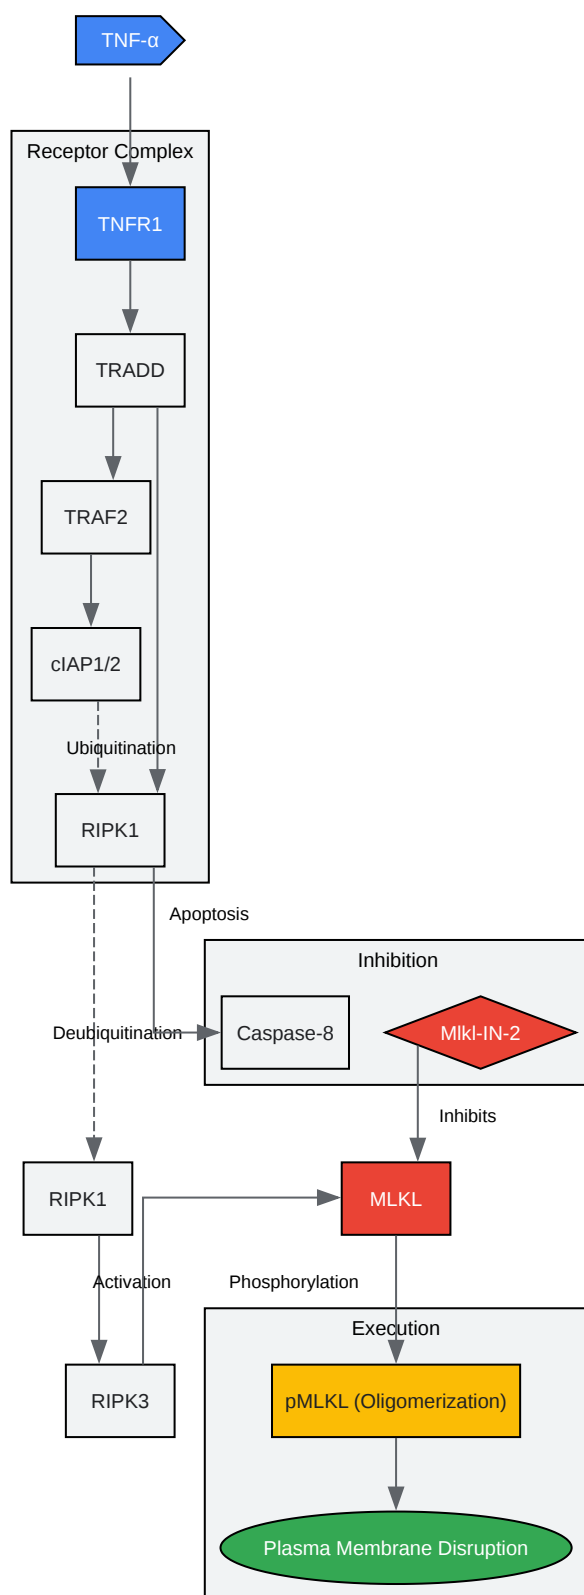 TNF-α
Receptor Complex
TNFR1
TRADD
TRAF2
cIAP1/2
Ubiquitination
RIPK1
Apoptosis
Inhibition
Caspase-8
Mlkl-IN-2
Deubiquitination
Inhibits
RIPK1
MLKL
Activation
Phosphorylation
Execution
RIPK3
pMLKL (Oligomerization)
Plasma Membrane Disruption